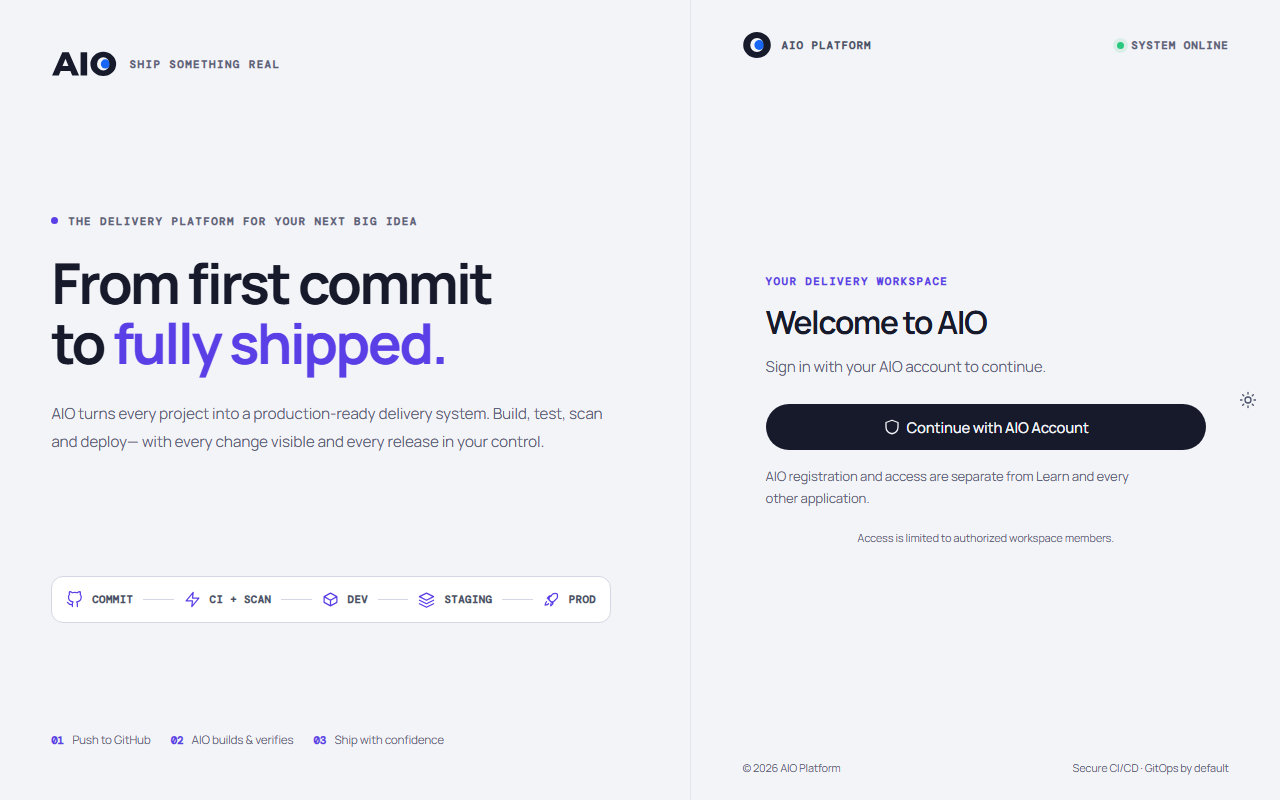 AIO SHIP SOMETHING REAL
THE DELIVERY PLATFORM FOR YOUR NEXT BIG IDEA
From first commit
to fully shipped.
AIO turns every project into a production-ready delivery system. Build, test, scan
and deploy— with every change visible and every release in your control.
COMMIT CI + SCAN DEV STAGING PROD
01 Push to GitHub 02 AIO builds & verifies 03 Ship with confidence
AIO PLATFORM SYSTEM ONLINE
YOUR DELIVERY WORKSPACE
Welcome to AIO
Sign in with your AIO account to continue.
Continue with AIO Account
AIO registration and access are separate from Learn and every
other application.
Access is limited to authorized workspace members.
© 2026 AIO Platform Secure CI/CD · GitOps by default